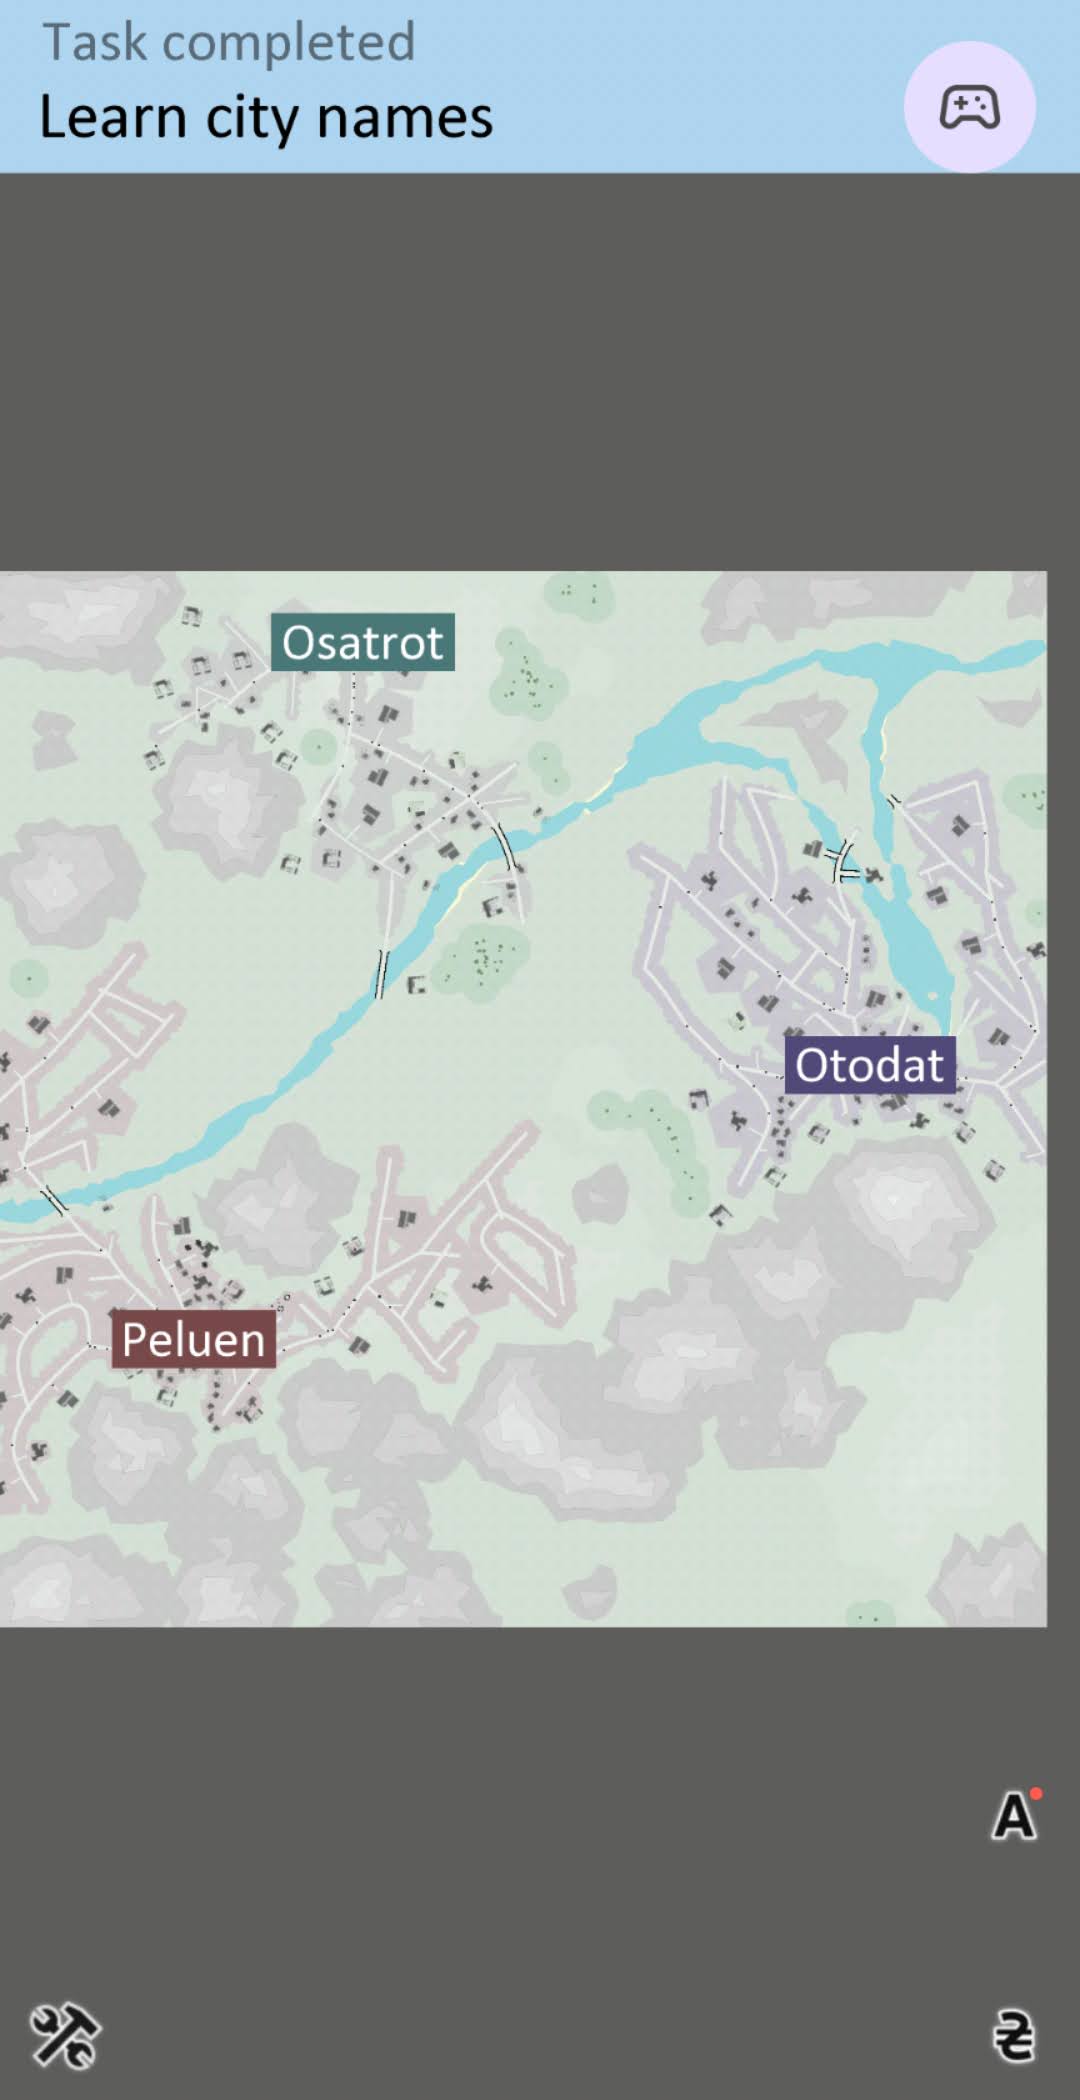 Task completed
Learn city names
Osatrot
Otodat
Peluen
A
₴